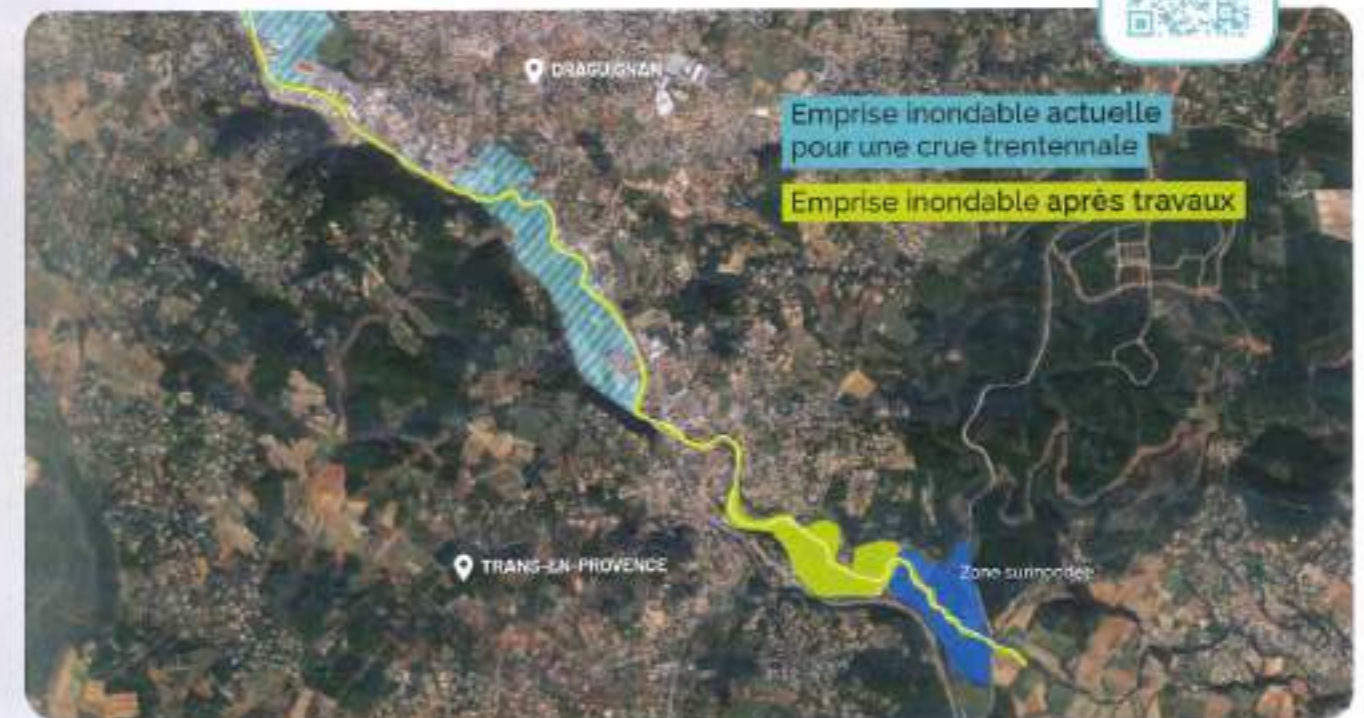 DRAGUIGNAN
Emprise inondable actuelle
pour une crue trentennale
Emprise inondable après travaux
TRANS-EN-PROVENCE
Zone surinondée